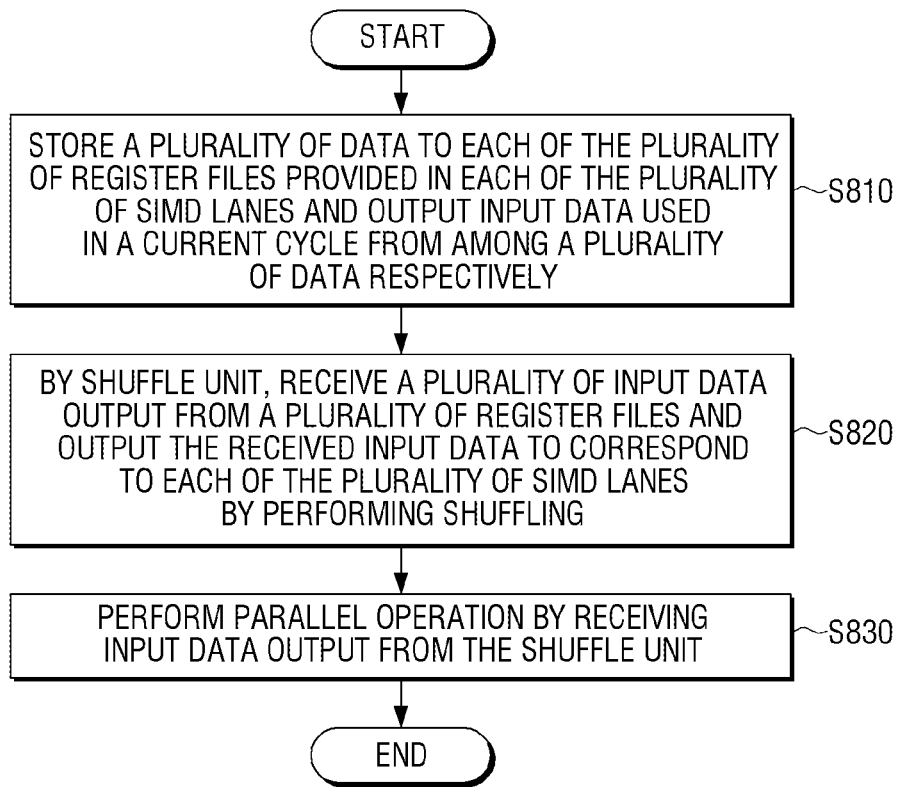 START
STORE A PLURALITY OF DATA TO EACH OF THE PLURALITY
OF REGISTER FILES PROVIDED IN EACH OF THE PLURALITY
OF SIMD LANES AND OUTPUT INPUT DATA USED
IN A CURRENT CYCLE FROM AMONG A PLURALITY
OF DATA RESPECTIVELY
S810
BY SHUFFLE UNIT, RECEIVE A PLURALITY OF INPUT DATA
OUTPUT FROM A PLURALITY OF REGISTER FILES AND
OUTPUT THE RECEIVED INPUT DATA TO CORRESPOND
TO EACH OF THE PLURALITY OF SIMD LANES
BY PERFORMING SHUFFLING
S820
PERFORM PARALLEL OPERATION BY RECEIVING
INPUT DATA OUTPUT FROM THE SHUFFLE UNIT
S830
END